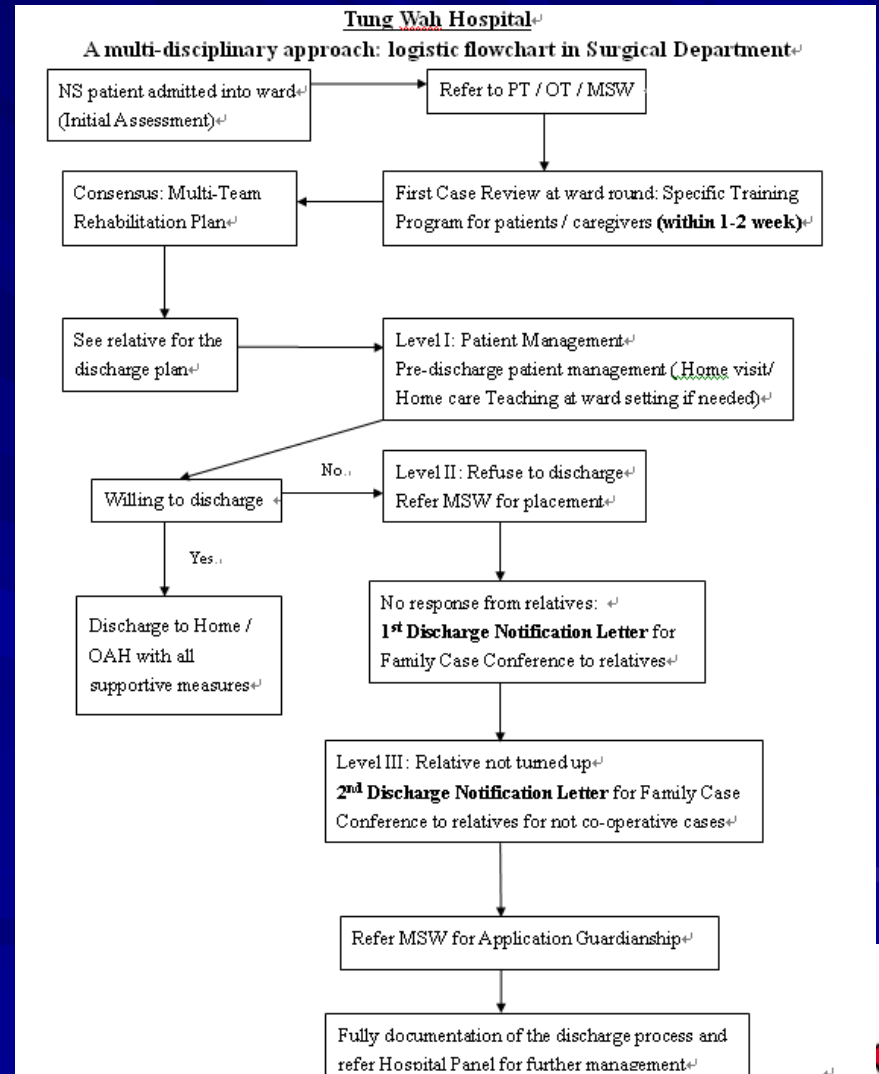 Tung Wah Hospital
A multi-disciplinary approach: logistic flowchart in Surgical Department
NS patient admitted into ward
(Initial Assessment)
Refer to PT / OT / MSW
First Case Review at ward round: Specific Training
Program for patients / caregivers (within 1-2 week)
Consensus: Multi-Team
Rehabilitation Plan
See relative for the
discharge plan
Level I: Patient Management
Pre-discharge patient management ( Home visit/
Home care Teaching at ward setting if needed)
Willing to discharge
No.
Level II: Refuse to discharge
Refer MSW for placement
Yes.
Discharge to Home /
OAH with all
supportive measures
No response from relatives:
1st Discharge Notification Letter for
Family Case Conference to relatives
Level III: Relative not turned up
2nd Discharge Notification Letter for Family Case
Conference to relatives for not co-operative cases
Refer MSW for Application Guardianship
Fully documentation of the discharge process and
refer Hospital Panel for further management